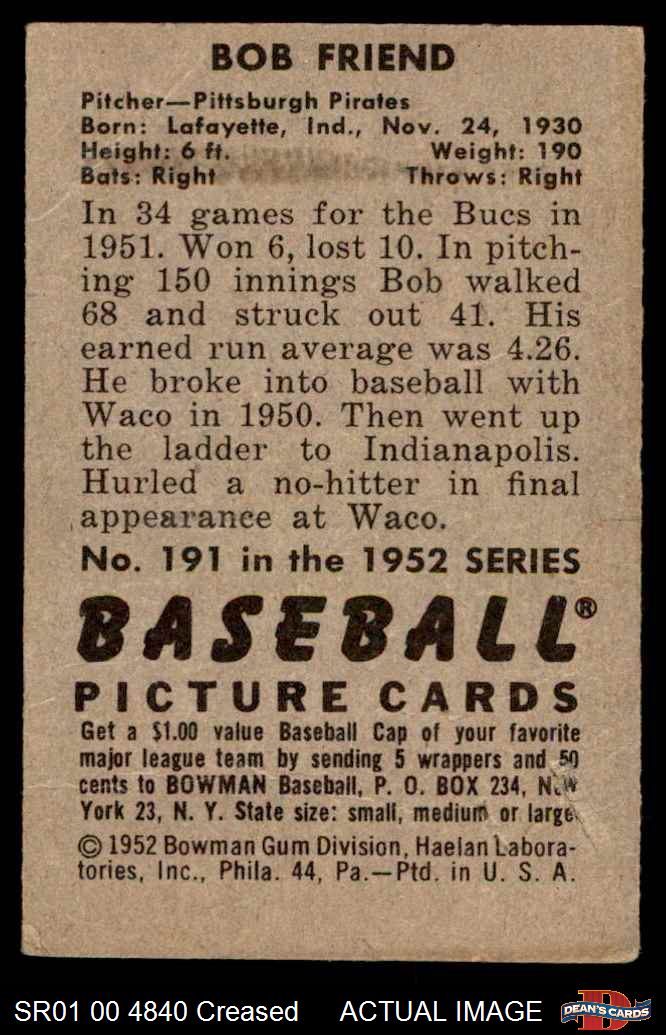 BOB FRIEND
Pitcher—Pittsburgh Pirates
Born: Lafayette, Ind., Nov. 24, 1930
Height: 6 ft. Weight: 190
Bats: Right Throws: Right
In 34 games for the Bucs in
1951. Won 6, lost 10. In pitch-
ing 150 innings Bob walked
68 and struck out 41. His
earned run average was 4.26.
He broke into baseball with
Waco in 1950. Then went up
the ladder to Indianapolis.
Hurled a no-hitter in final
appearance at Waco.
No. 191 in the 1952 SERIES
BASEBALL®
PICTURE CARDS
Get a $1.00 value Baseball Cap of your favorite
major league team by sending 5 wrappers and 50
cents to BOWMAN Baseball, P. O. BOX 234, New
York 23, N. Y. State size: small, medium or large.
© 1952 Bowman Gum Division, Haelan Labora-
tories, Inc., Phila. 44, Pa.—Ptd. in U. S. A.
SR01 00 4840 Creased ACTUAL IMAGE
D
DEAN'S CARDS